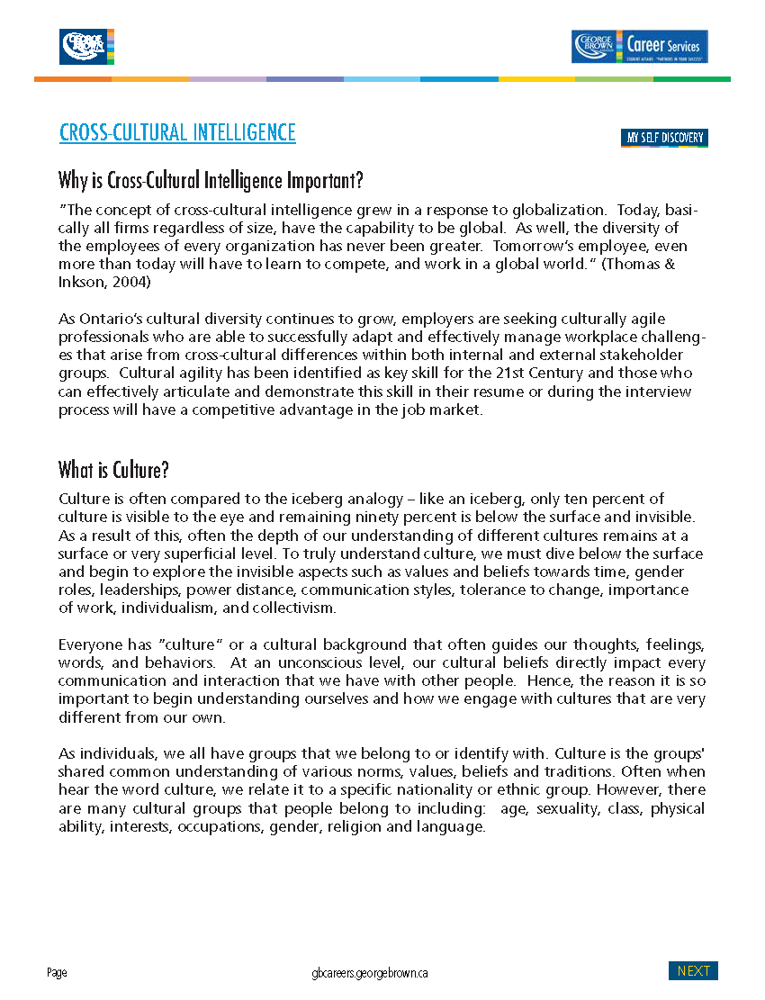 GEORGE
BROWN
GEORGE
BROWN
Career Services
STUDENT AFFAIRS: "PARTNERS IN YOUR SUCCESS"
CROSS-CULTURAL INTELLIGENCE
MY SELF DISCOVERY
Why is Cross-Cultural Intelligence Important?
"The concept of cross-cultural intelligence grew in a response to globalization.  Today, basi-
cally all firms regardless of size, have the capability to be global.  As well, the diversity of
the employees of every organization has never been greater.  Tomorrow's employee, even
more than today will have to learn to compete, and work in a global world." (Thomas &
Inkson, 2004)
As Ontario's cultural diversity continues to grow, employers are seeking culturally agile
professionals who are able to successfully adapt and effectively manage workplace challeng-
es that arise from cross-cultural differences within both internal and external stakeholder
groups.  Cultural agility has been identified as key skill for the 21st Century and those who
can effectively articulate and demonstrate this skill in their resume or during the interview
process will have a competitive advantage in the job market.
What is Culture?
Culture is often compared to the iceberg analogy – like an iceberg, only ten percent of
culture is visible to the eye and remaining ninety percent is below the surface and invisible.
As a result of this, often the depth of our understanding of different cultures remains at a
surface or very superficial level. To truly understand culture, we must dive below the surface
and begin to explore the invisible aspects such as values and beliefs towards time, gender
roles, leaderships, power distance, communication styles, tolerance to change, importance
of work, individualism, and collectivism.
Everyone has "culture" or a cultural background that often guides our thoughts, feelings,
words, and behaviors.  At an unconscious level, our cultural beliefs directly impact every
communication and interaction that we have with other people.  Hence, the reason it is so
important to begin understanding ourselves and how we engage with cultures that are very
different from our own.
As individuals, we all have groups that we belong to or identify with. Culture is the groups'
shared common understanding of various norms, values, beliefs and traditions. Often when
hear the word culture, we relate it to a specific nationality or ethnic group. However, there
are many cultural groups that people belong to including:  age, sexuality, class, physical
ability, interests, occupations, gender, religion and language.
Page
gbcareers.georgebrown.ca
NEXT